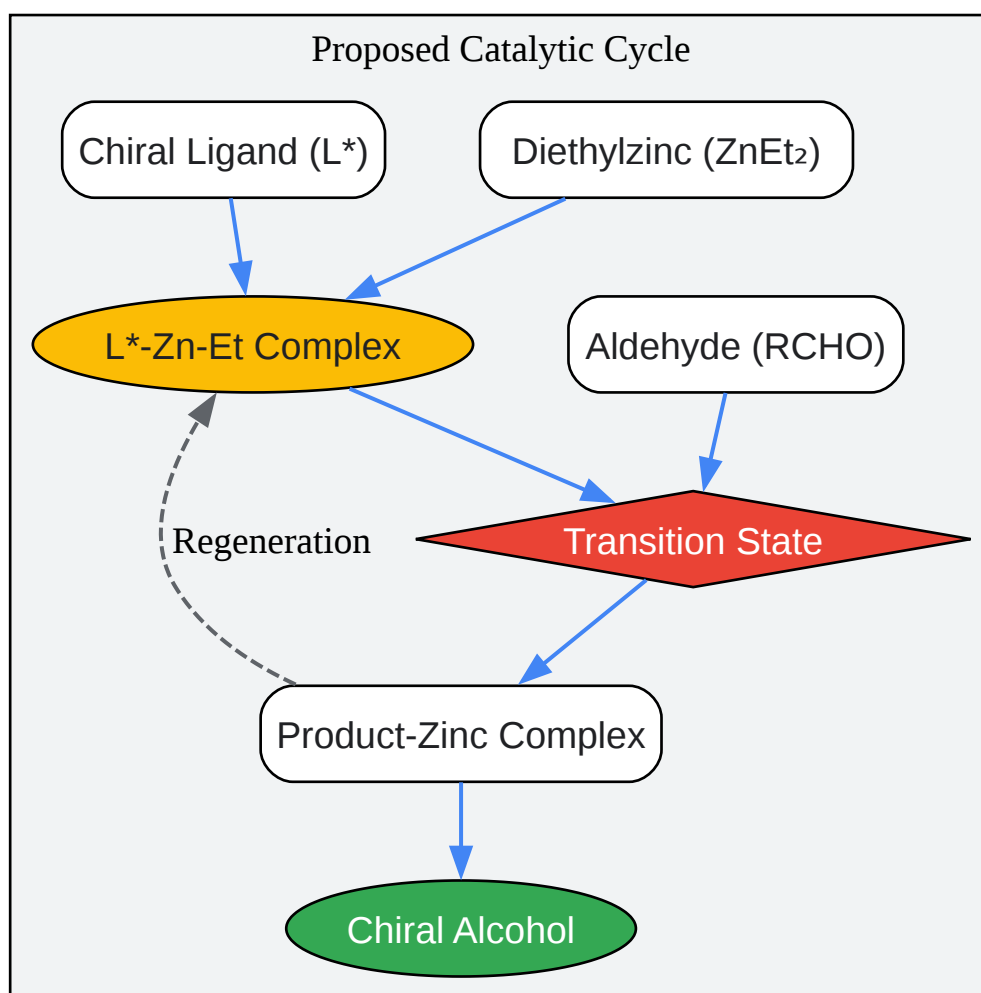 Proposed Catalytic Cycle
Chiral Ligand (L*)
Diethylzinc (ZnEt₂)
L*-Zn-Et Complex
Aldehyde (RCHO)
Transition State
Regeneration
Product-Zinc Complex
Chiral Alcohol